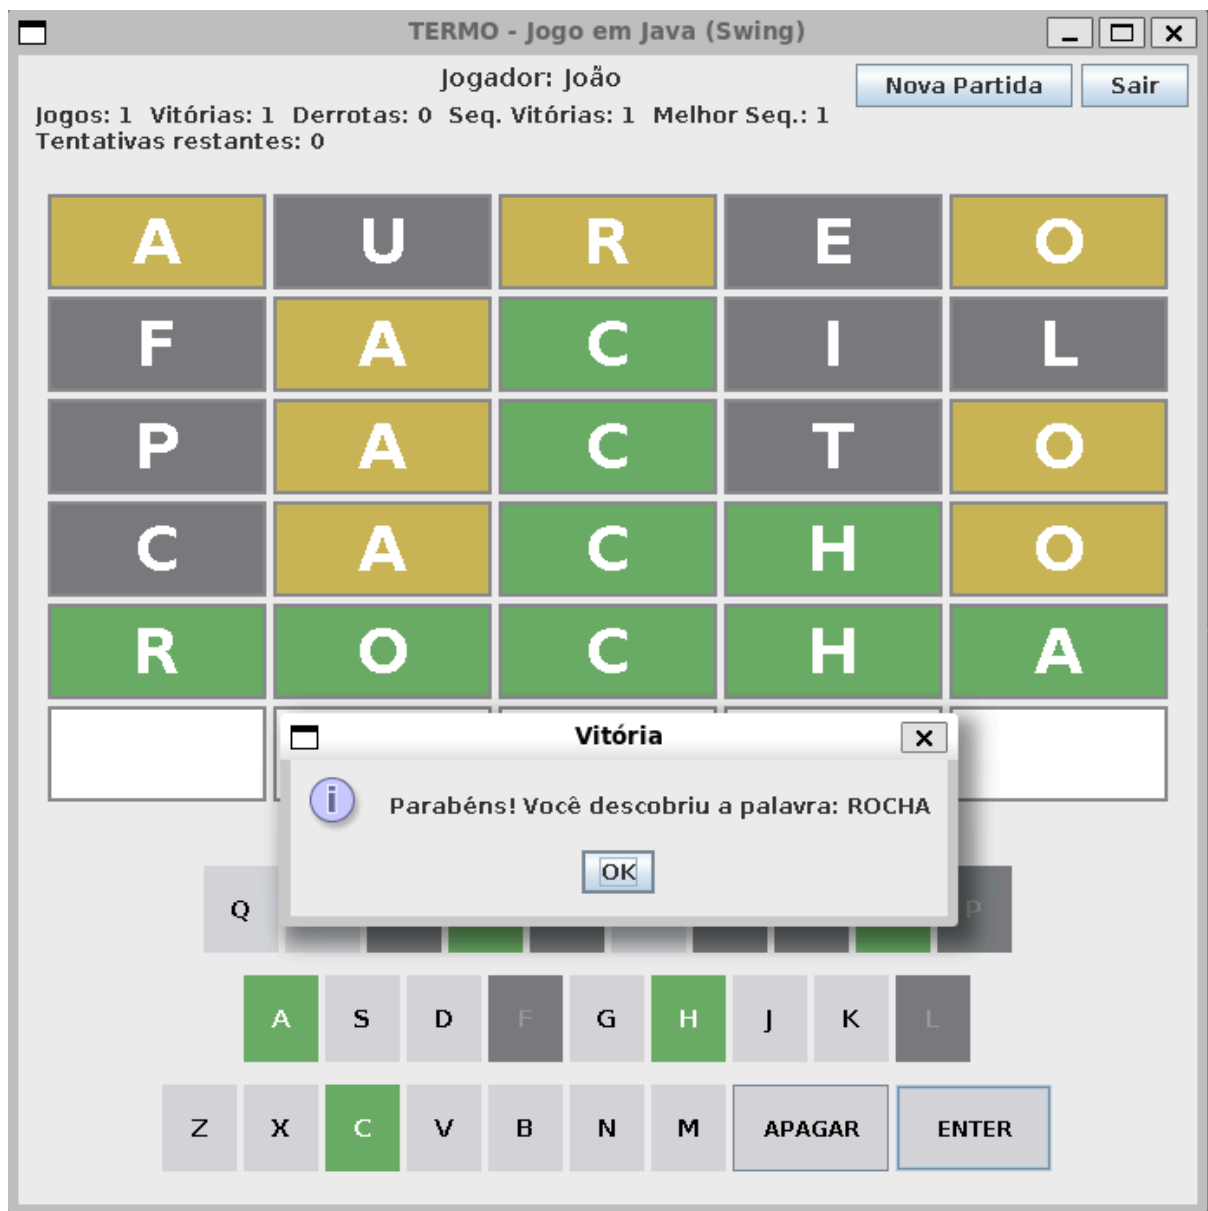 TERMO - Jogo em Java (Swing)
Jogador: João
Nova Partida
Sair
Jogos: 1 Vitórias: 1 Derrotas: 0 Seq. Vitórias: 1 Melhor Seq.: 1
Tentativas restantes: 0
A U R E O
F A C I L
P A C T O
C A C H O
R O C H A
Vitória
Parabéns! Você descobriu a palavra: ROCHA
OK
Q P
A S D F G H J K L
Z X C V B N M APAGAR ENTER